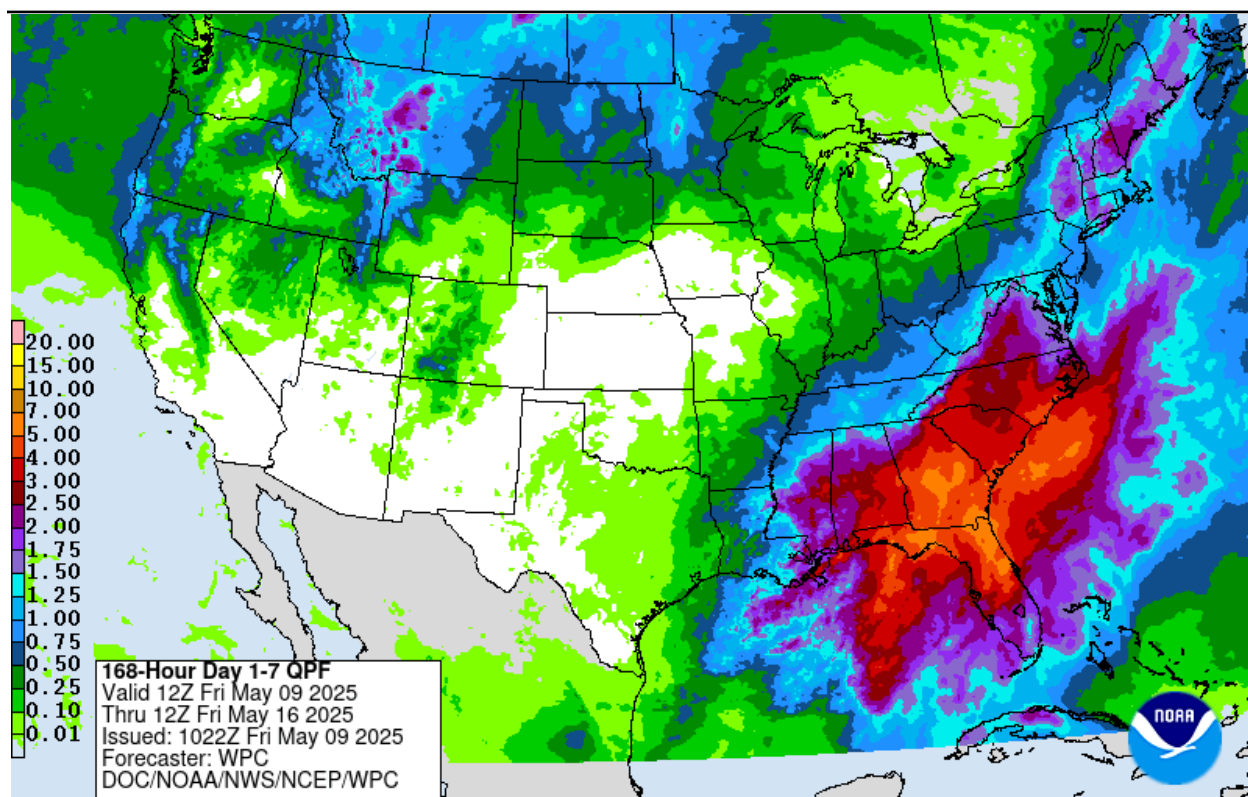 20.00
15.00
10.00
7.00
5.00
4.00
3.00
2.50
2.00
1.75
1.50
1.25
1.00
0.75
0.50
0.25
0.10
0.01
168-Hour Day 1-7 QPF
Valid 12Z Fri May 09 2025
Thru 12Z Fri May 16 2025
Issued: 1022Z Fri May 09 2025
Forecaster: WPC
DOC/NOAA/NWS/NCEP/WPC
NOAA